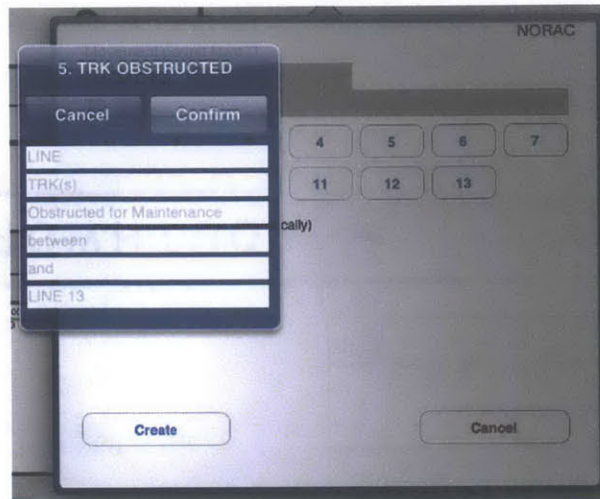 NORAC
5. TRK OBSTRUCTED
Cancel Confirm
LINE
TRK(s)
Obstructed for Maintenance
between
and
LINE 13
4 5 6 7
11 12 13
cally)
Create Cancel